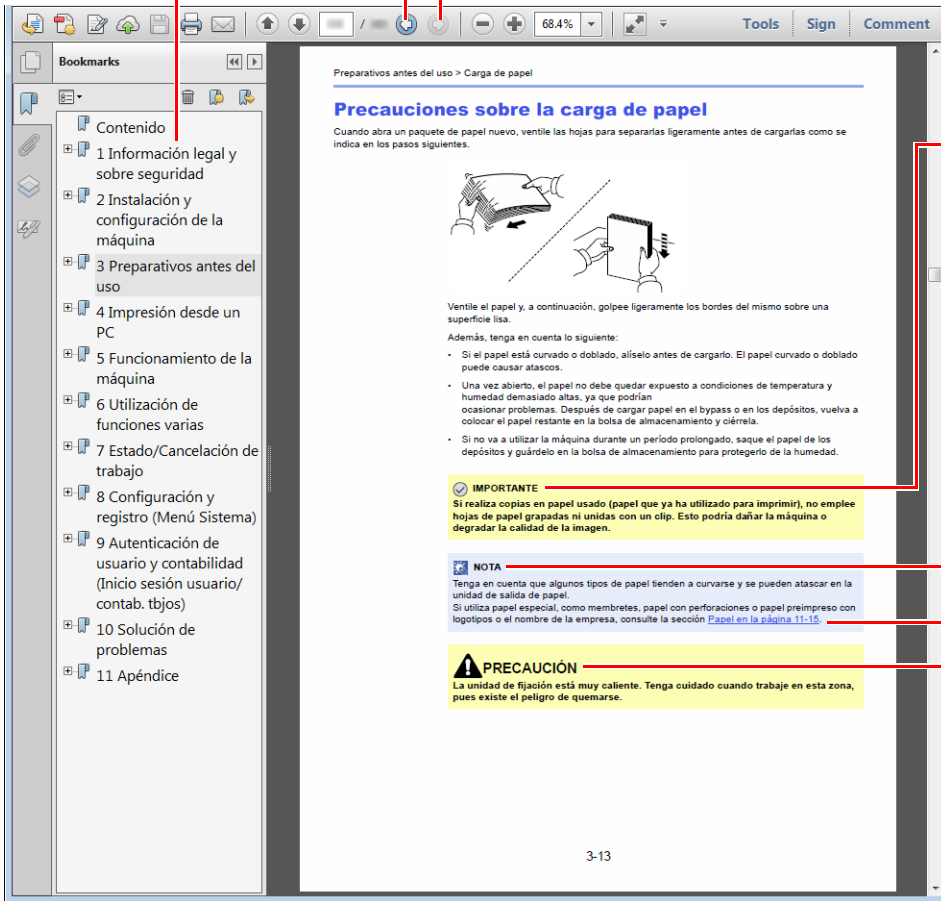 /
68.4%
Tools
Sign
Comment
Bookmarks
Contenido
1 Información legal y
sobre seguridad
2 Instalación y
configuración de la
máquina
3 Preparativos antes del
uso
4 Impresión desde un
PC
5 Funcionamiento de la
máquina
6 Utilización de
funciones varias
7 Estado/Cancelación de
trabajo
8 Configuración y
registro (Menú Sistema)
9 Autenticación de
usuario y contabilidad
(Inicio sesión usuario/
contab. tbjos)
10 Solución de
problemas
11 Apéndice
Preparativos antes del uso > Carga de papel
Precauciones sobre la carga de papel
Cuando abra un paquete de papel nuevo, ventile las hojas para separarlas ligeramente antes de cargarlas como se
indica en los pasos siguientes.
Ventile el papel y, a continuación, golpee ligeramente los bordes del mismo sobre una
superficie lisa.
Además, tenga en cuenta lo siguiente:
• Si el papel está curvado o doblado, alíselo antes de cargarlo. El papel curvado o doblado
puede causar atascos.
• Una vez abierto, el papel no debe quedar expuesto a condiciones de temperatura y
humedad demasiado altas, ya que podrían
ocasionar problemas. Después de cargar papel en el bypass o en los depósitos, vuelva a
colocar el papel restante en la bolsa de almacenamiento y ciérrela.
• Si no va a utilizar la máquina durante un período prolongado, saque el papel de los
depósitos y guárdelo en la bolsa de almacenamiento para protegerlo de la humedad.
IMPORTANTE
Si realiza copias en papel usado (papel que ya ha utilizado para imprimir), no emplee
hojas de papel grapadas ni unidas con un clip. Esto podría dañar la máquina o
degradar la calidad de la imagen.
NOTA
Tenga en cuenta que algunos tipos de papel tienden a curvarse y se pueden atascar en la
unidad de salida de papel.
Si utiliza papel especial, como membretes, papel con perforaciones o papel preimpreso con
logotipos o el nombre de la empresa, consulte la sección Papel en la página 11-15.
PRECAUCIÓN
La unidad de fijación está muy caliente. Tenga cuidado cuando trabaje en esta zona,
pues existe el peligro de quemarse.
3-13